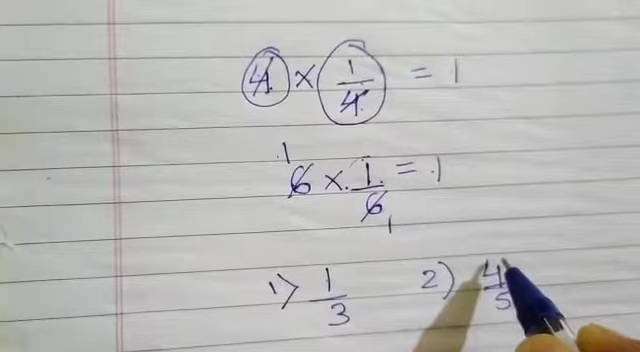 4 × 1/4 = 1
1
6 × 1/6 = 1
1
1) 1/3 2) 4/5